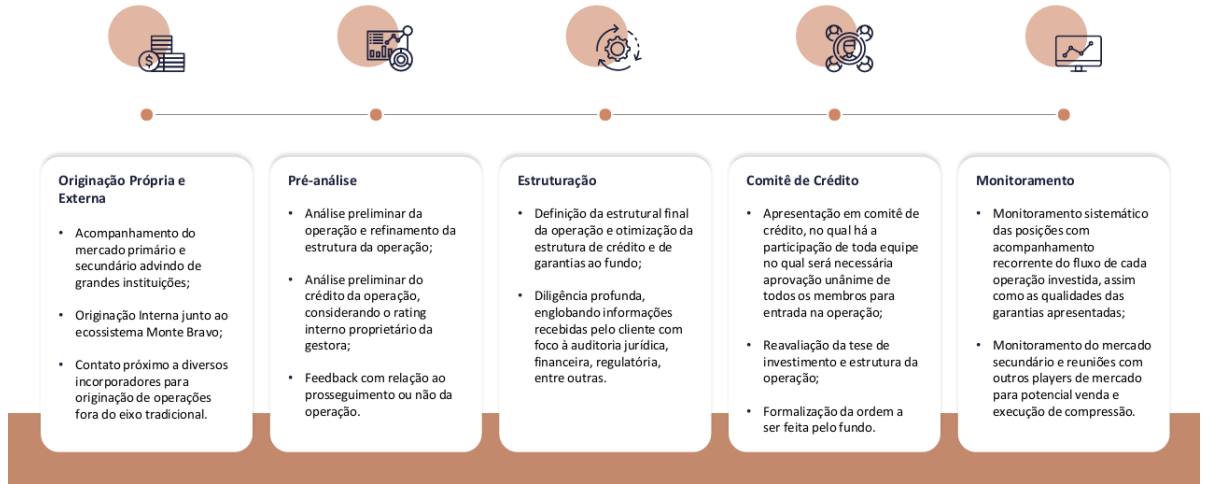 $
Originação Própria e
Externa
• Acompanhamento do
mercado primário e
secundário advindo de
grandes instituições;
• Originação Interna junto ao
ecossistema Monte Bravo;
• Contato próximo a diversos
incorporadores para
originação de operações
fora do eixo tradicional.
Pré-análise
• Análise preliminar da
operação e refinamento da
estrutura da operação;
• Análise preliminar do
crédito da operação,
considerando o rating
interno proprietário da
gestora;
• Feedback com relação ao
prosseguimento ou não da
operação.
Estruturação
• Definição da estrutural final
da operação e otimização da
estrutura de crédito e de
garantias ao fundo;
• Diligência profunda,
englobando informações
recebidas pelo cliente com
foco à auditoria jurídica,
financeira, regulatória,
entre outras.
Comitê de Crédito
• Apresentação em comitê de
crédito, no qual há a
participação de toda equipe
no qual será necessária
aprovação unânime de
todos os membros para
entrada na operação;
• Reavaliação da tese de
investimento e estrutura da
operação;
• Formalização da ordem a
ser feita pelo fundo.
Monitoramento
• Monitoramento sistemático
das posições com
acompanhamento
recorrente do fluxo de cada
operação investida, assim
como as qualidades das
garantias apresentadas;
• Monitoramento do mercado
secundário e reuniões com
outros players de mercado
para potencial venda e
execução de compressão.